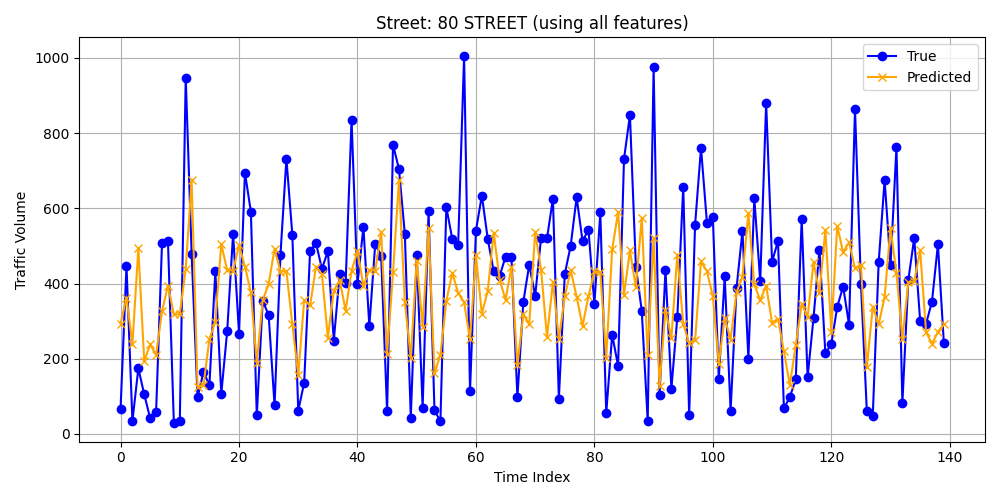 Street: 80 STREET (using all features)
True
Predicted
Traffic Volume
1000
800
600
400
200
0
0 20 40 60 80 100 120 140
Time Index